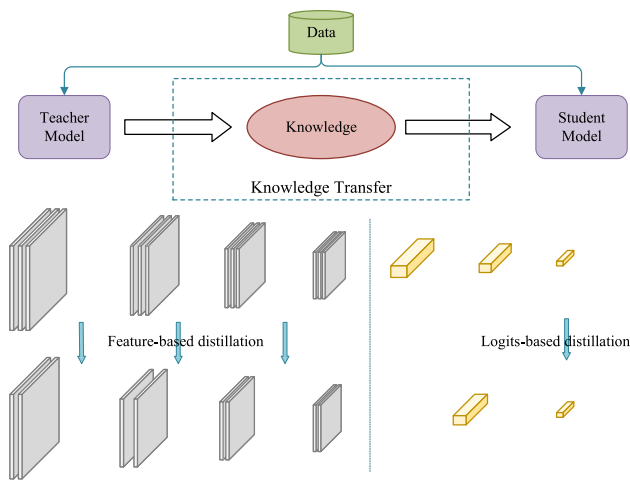 Data
Teacher
Model
Knowledge
Student
Model
Knowledge Transfer
Feature-based distillation
Logits-based distillation